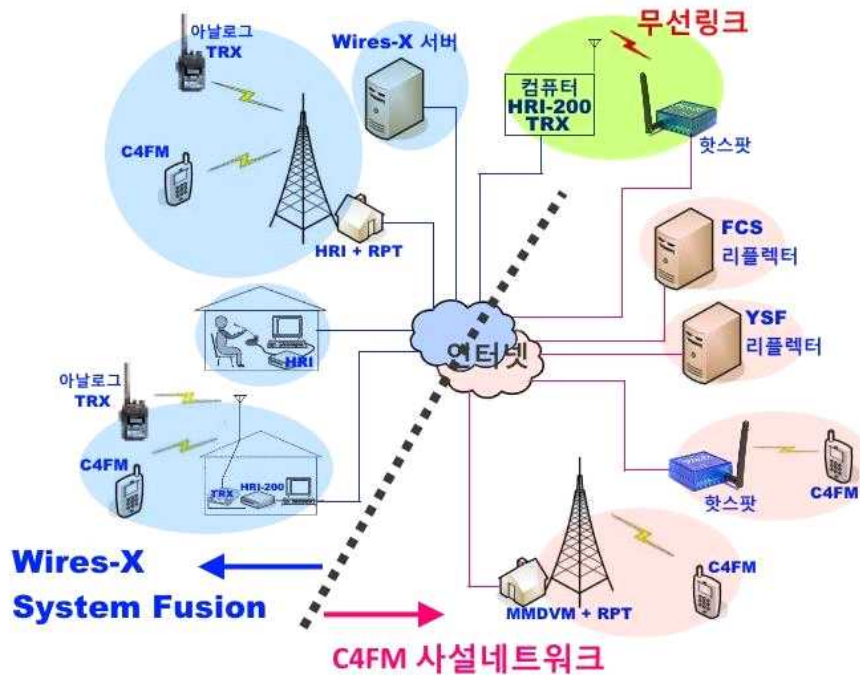 아날로그
TRX
C4FM
HRI + RPT
Wires-X 서버
무선링크
컴퓨터
HRI-200
TRX
핫스팟
FCS
리플렉터
YSF
리플렉터
인터넷
HRI
아날로그
TRX
C4FM
TRX
HRI-200
핫스팟
C4FM
MMDVM + RPT
C4FM
Wires-X
System Fusion
C4FM 사설네트워크